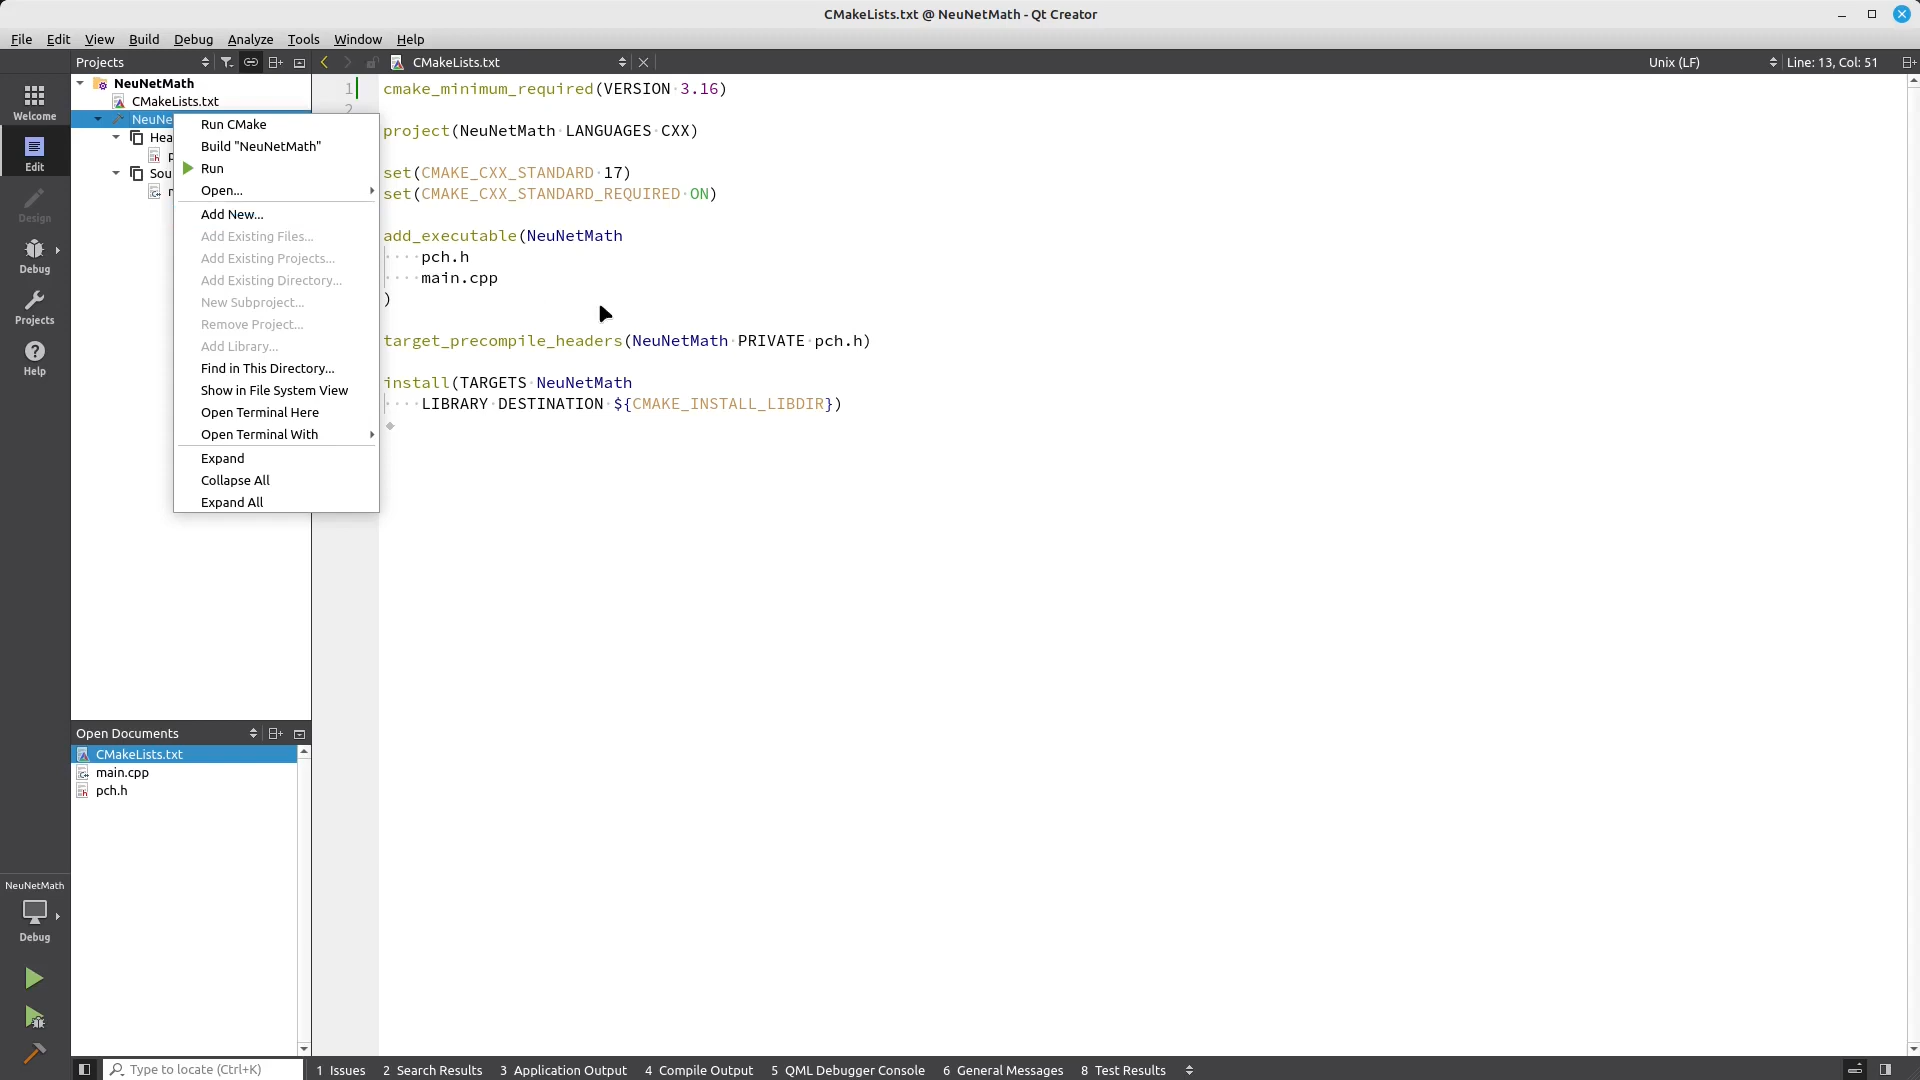 CMakeLists.txt @ NeuNetMath - Qt Creator
File Edit View Build Debug Analyze Tools Window Help
Projects
CMakeLists.txt
Unix (LF)
Line: 13, Col: 51
Welcome
Edit
Design
Debug
Projects
Help
NeuNetMath
CMakeLists.txt
NeuNe
Hea
Sou
Run CMake
Build "NeuNetMath"
Run
Open...
Add New...
Add Existing Files...
Add Existing Projects...
Add Existing Directory...
New Subproject...
Remove Project...
Add Library...
Find in This Directory...
Show in File System View
Open Terminal Here
Open Terminal With
Expand
Collapse All
Expand All
1 cmake_minimum_required(VERSION 3.16)
2
project(NeuNetMath LANGUAGES CXX)
set(CMAKE_CXX_STANDARD 17)
set(CMAKE_CXX_STANDARD_REQUIRED ON)
add_executable(NeuNetMath
pch.h
main.cpp
)
target_precompile_headers(NeuNetMath PRIVATE pch.h)
install(TARGETS NeuNetMath
LIBRARY DESTINATION ${CMAKE_INSTALL_LIBDIR})
Open Documents
CMakeLists.txt
main.cpp
pch.h
NeuNetMath
Debug
Type to locate (Ctrl+K)
1 Issues 2 Search Results 3 Application Output 4 Compile Output 5 QML Debugger Console 6 General Messages 8 Test Results